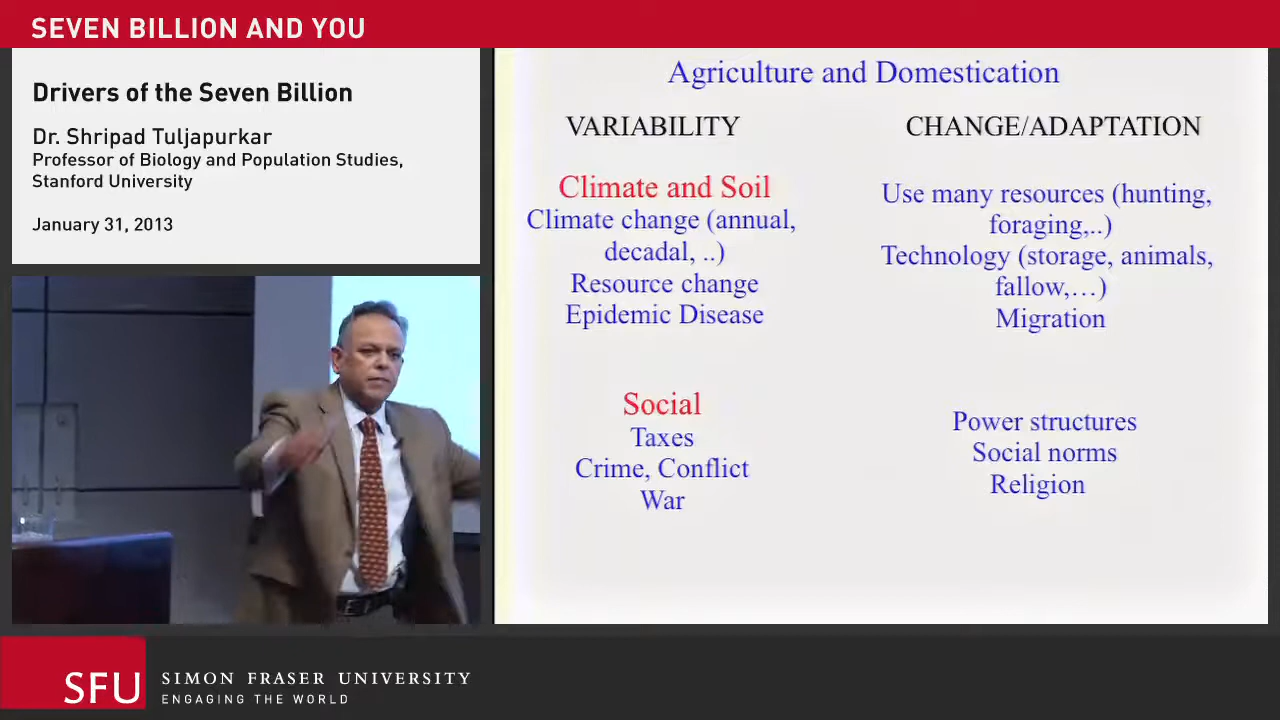 SEVEN BILLION AND YOU
Drivers of the Seven Billion
Dr. Shripad Tuljapurkar
Professor of Biology and Population Studies,
Stanford University
January 31, 2013
Agriculture and Domestication
VARIABILITY
Climate and Soil
Climate change (annual,
decadal, ..)
Resource change
Epidemic Disease
Social
Taxes
Crime, Conflict
War
CHANGE/ADAPTATION
Use many resources (hunting,
foraging,..)
Technology (storage, animals,
fallow,…)
Migration
Power structures
Social norms
Religion
SFU
SIMON FRASER UNIVERSITY
ENGAGING THE WORLD